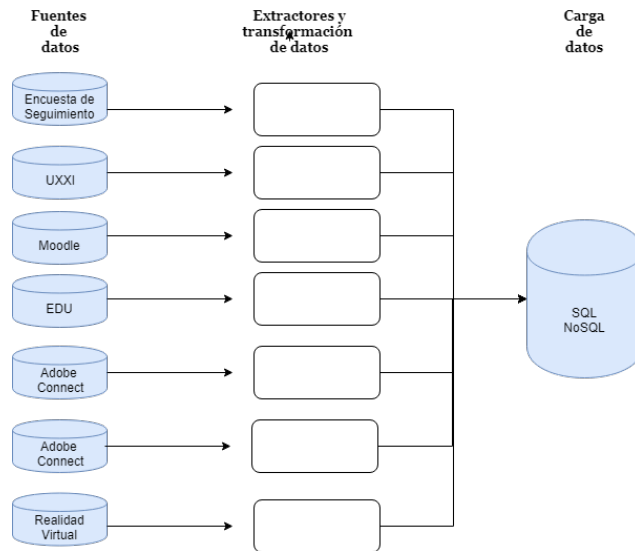 Fuentes
de
datos
Extractores y
transformación
de datos
Carga
de
datos
Encuesta de
Seguimiento
UXXI
Moodle
EDU
Adobe
Connect
Adobe
Connect
Realidad
Virtual
SQL
NoSQL